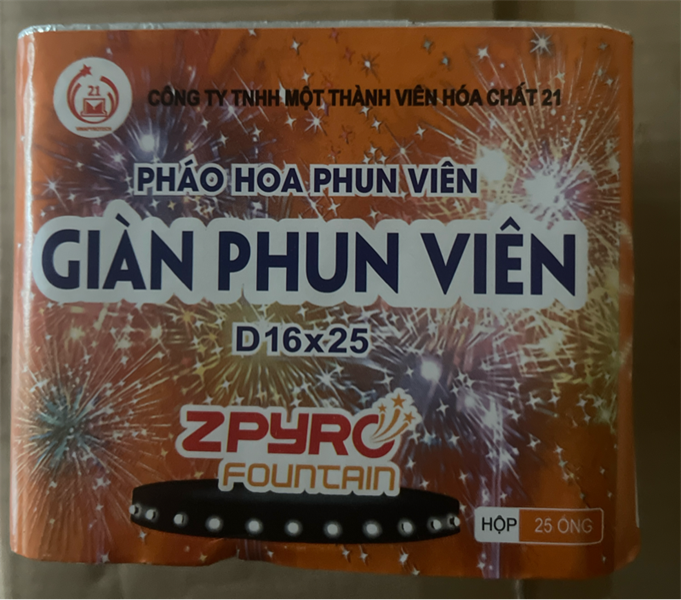 21
CÔNG TY TNHH MỘT THÀNH VIÊN HÓA CHẤT 21
PHÁO HOA PHUN VIÊN
GIÀN PHUN VIÊN
D16x25
ZPYRO
FOUNTAIN
HỘP 25 ỐNG